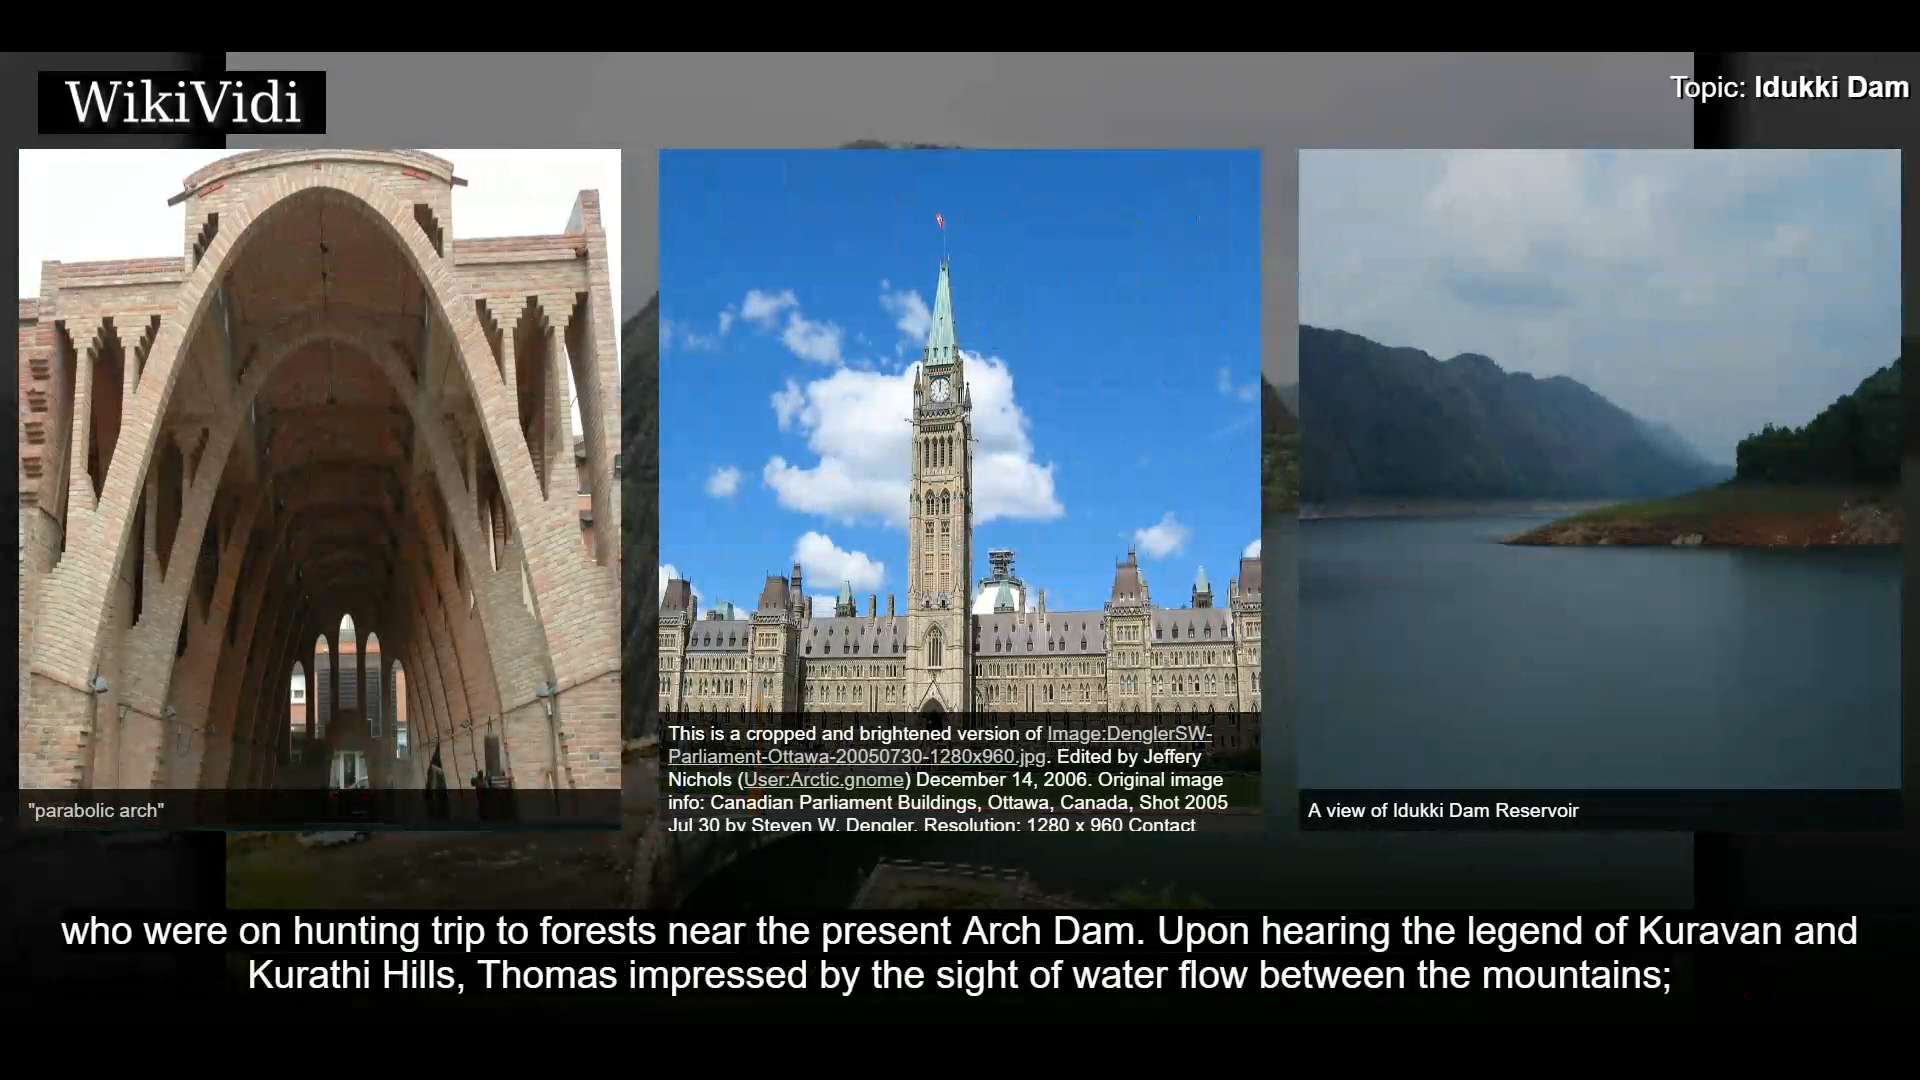 WikiVidi
Topic: Idukki Dam
"parabolic arch"
This is a cropped and brightened version of Image:DenglerSW-
Parliament-Ottawa-20050730-1280x960.jpg. Edited by Jeffery
Nichols (User:Arctic.gnome) December 14, 2006. Original image
info: Canadian Parliament Buildings, Ottawa, Canada, Shot 2005
Jul 30 by Steven W. Dengler. Resolution: 1280 x 960 Contact
A view of Idukki Dam Reservoir
who were on hunting trip to forests near the present Arch Dam. Upon hearing the legend of Kuravan and
Kurathi Hills, Thomas impressed by the sight of water flow between the mountains;